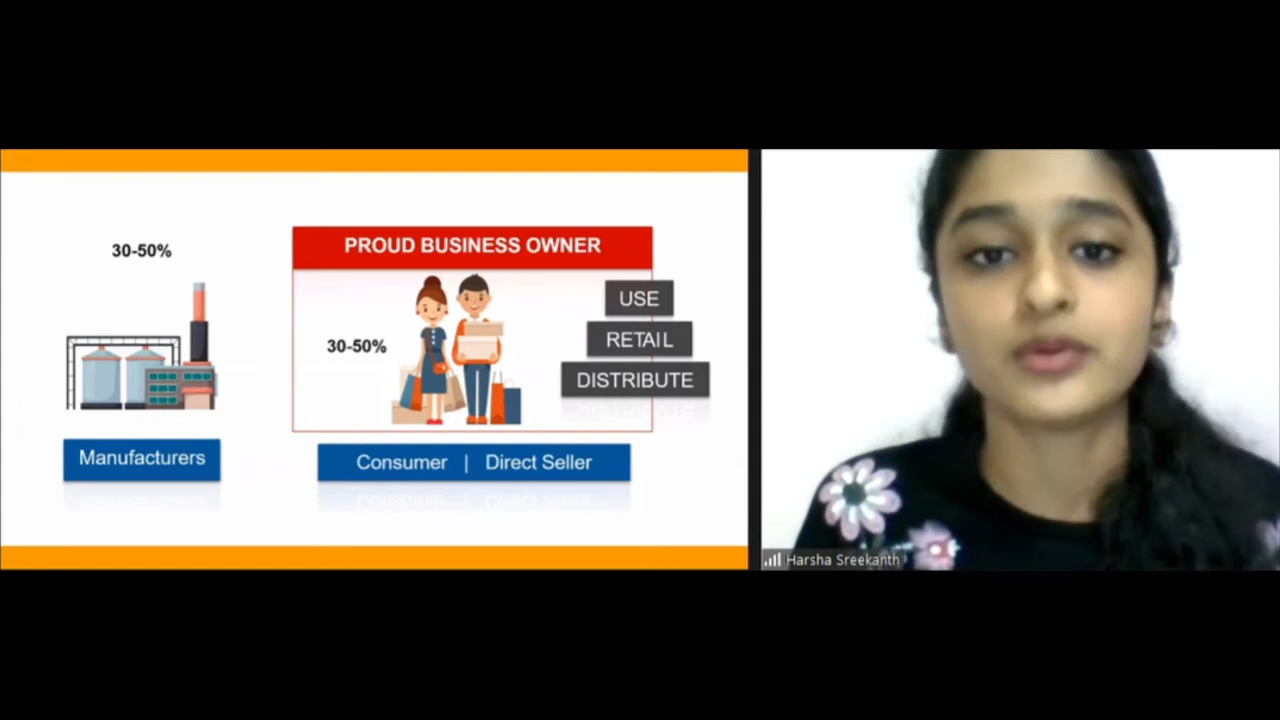 30-50%
PROUD BUSINESS OWNER
30-50%
USE
RETAIL
DISTRIBUTE
Manufacturers
Consumer | Direct Seller
Harsha Sreekanth